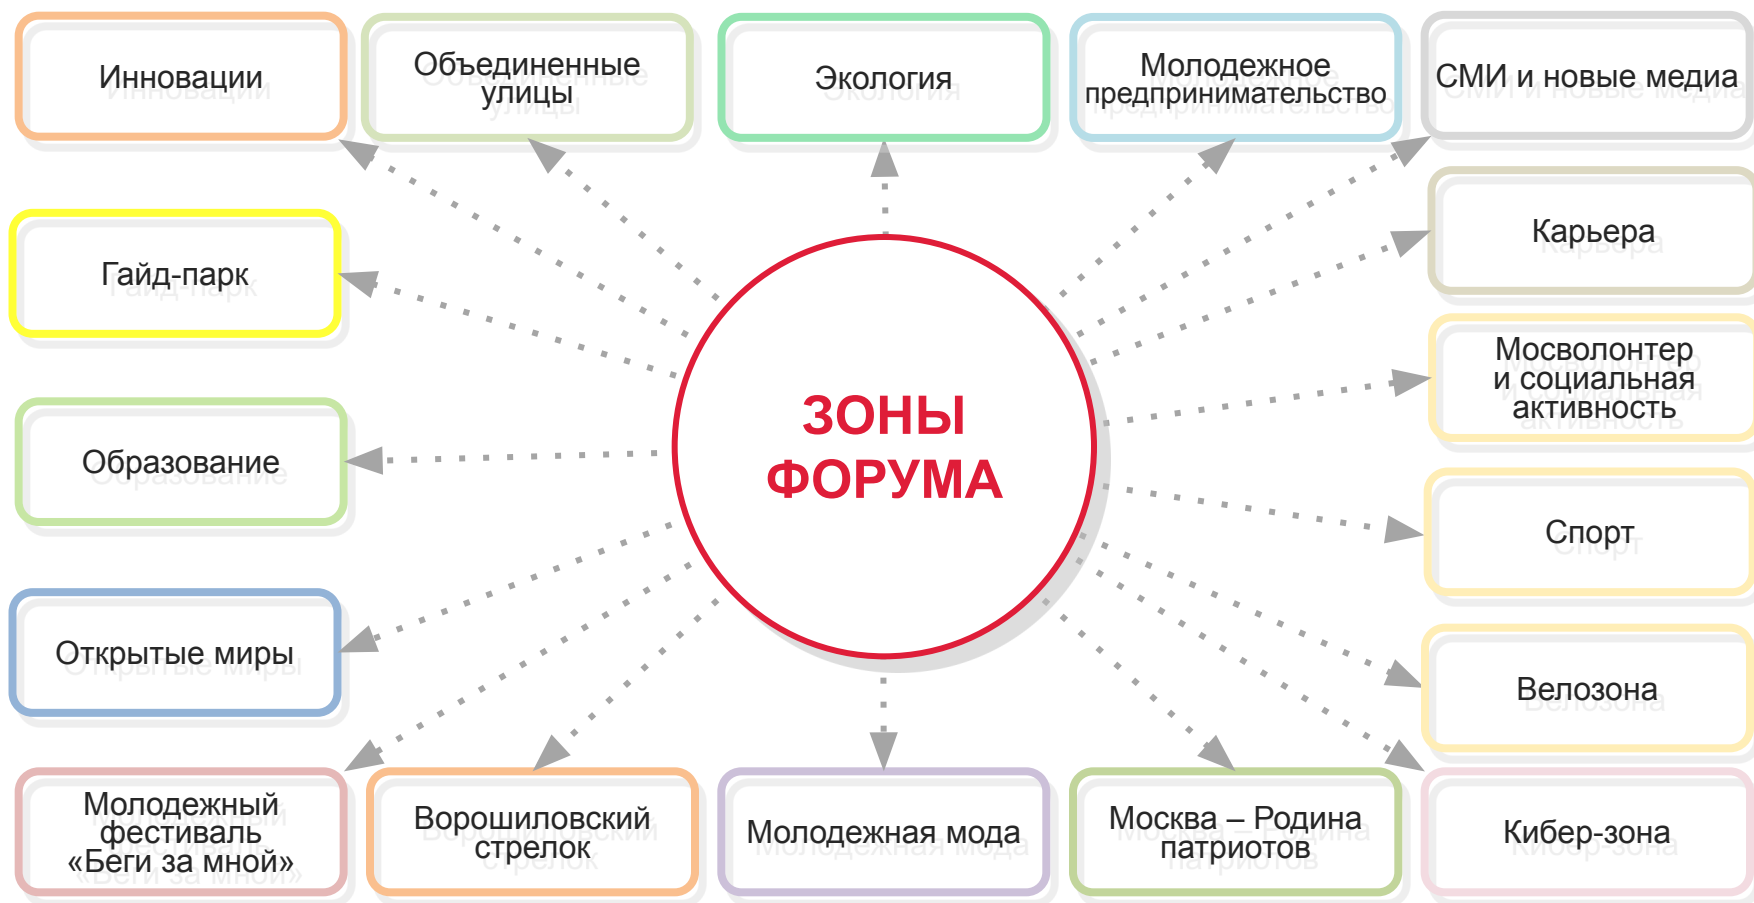 Инновации
Объединенные
улицы
Экология
Молодежное
предпринимательство
СМИ и новые медиа
Гайд-парк
Карьера
Мосволонтер
и социальная
активность
ЗОНЫ
ФОРУМА
Образование
Спорт
Открытые миры
Велозона
Молодежный
фестиваль
«Беги за мной»
Ворошиловский
стрелок
Молодежная мода
Москва – Родина
патриотов
Кибер-зона